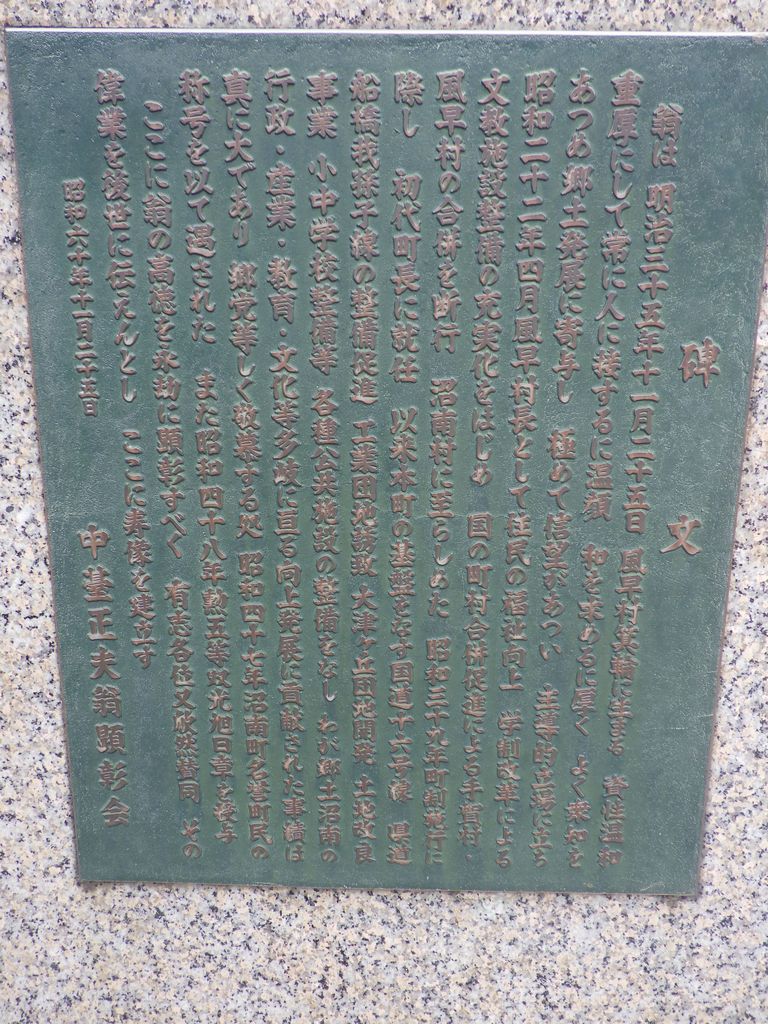 碑文
翁は 明治三十五年十一月二十五日 風早村箕輪に生まる 資性温和
重厚にして常に人に接するに温顔 和を求めるに厚く よく衆知を
あつめ郷土発展に寄与し 極めて信望があつい 主導的立場に立ち
昭和二十二年四月風早村長として住民の福祉向上 学制改革による
文教施設整備の充実化をはじめ 国の町村合併促進による手賀村・
風早村の合併を断行 沼南村に至らしめた 昭和三十九年町制施行に
際し 初代町長に就任 以来本町の基盤をなす国道十六号線 県道
船橋我孫子線の整備促進 工業団地誘致 大津ヶ丘団地開発 土地改良
事業 小中学校整備等 各種公共施設の整備をなし わが郷土沼南の
行政・産業・教育・文化等多岐に亘る向上発展に貢献された事績は
真に大であり 郷党等しく敬慕する処 昭和四十七年沼南町名誉町民の
称号を以て遇された また昭和四十八年勲五等双光旭日章を授与
ここに翁の高徳を永劫に顕彰すべく 有志各位又欣然賛同 その
偉業を後世に伝えんとし ここに寿像を建立す
昭和六十年十一月二十五日
中臺正夫翁顕彰会